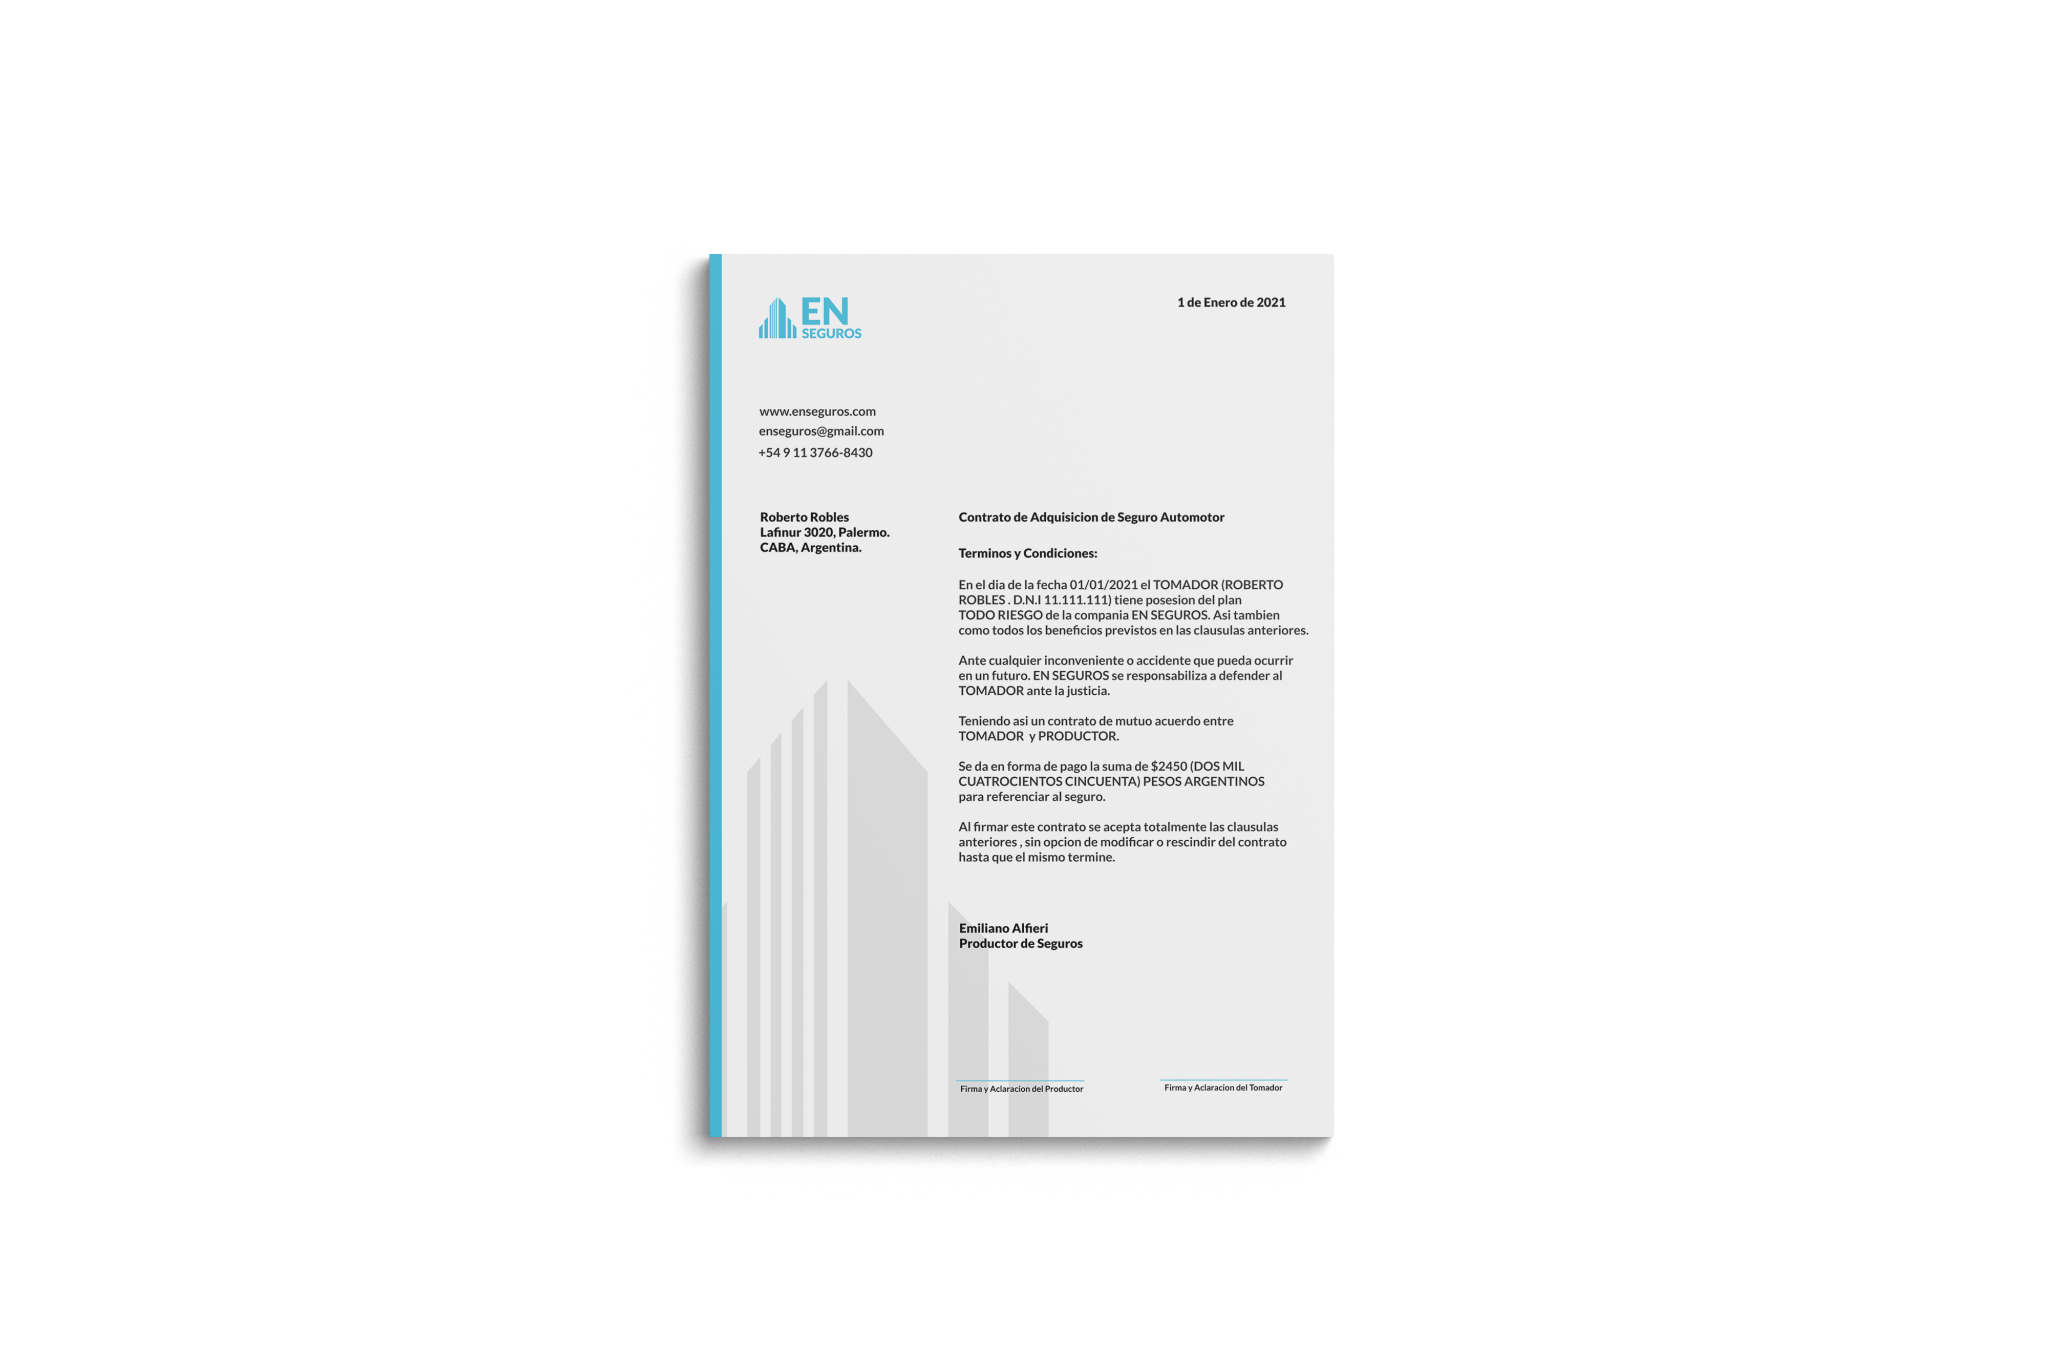 EN
SEGUROS
1 de Enero de 2021
www.enseguros.com
enseguros@gmail.com
+54 9 11 3766-8430
Roberto Robles
Lafinur 3020, Palermo.
CABA, Argentina.
Contrato de Adquisicion de Seguro Automotor
Terminos y Condiciones:
En el dia de la fecha 01/01/2021 el TOMADOR (ROBERTO
ROBLES . D.N.I 11.111.111) tiene posesion del plan
TODO RIESGO de la compania EN SEGUROS. Asi tambien
como todos los beneficios previstos en las clausulas anteriores.
Ante cualquier inconveniente o accidente que pueda ocurrir
en un futuro. EN SEGUROS se responsabiliza a defender al
TOMADOR ante la justicia.
Teniendo asi un contrato de mutuo acuerdo entre
TOMADOR  y PRODUCTOR.
Se da en forma de pago la suma de $2450 (DOS MIL
CUATROCIENTOS CINCUENTA) PESOS ARGENTINOS
para referenciar al seguro.
Al firmar este contrato se acepta totalmente las clausulas
anteriores , sin opcion de modificar o rescindir del contrato
hasta que el mismo termine.
Emiliano Alfieri
Productor de Seguros
Firma y Aclaracion del Productor
Firma y Aclaracion del Tomador